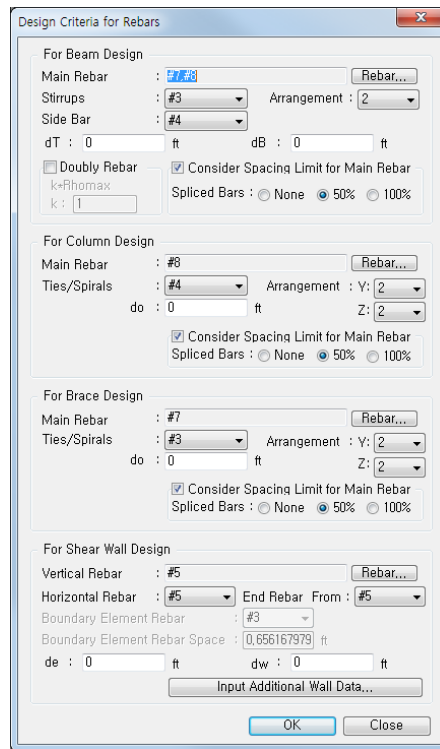 Design Criteria for Rebars
For Beam Design
Main Rebar : #7,#8 Rebar...
Stirrups : #3 Arrangement : 2
Side Bar : #4
dT : 0 ft dB : 0 ft
Doubly Rebar Consider Spacing Limit for Main Rebar
k*Rhomax
k : 1 Spliced Bars : None 50% 100%
For Column Design
Main Rebar : #8 Rebar...
Ties/Spirals : #4 Arrangement : Y: 2
do : 0 ft Z: 2
Consider Spacing Limit for Main Rebar
Spliced Bars : None 50% 100%
For Brace Design
Main Rebar : #7 Rebar...
Ties/Spirals : #3 Arrangement : Y: 2
do : 0 ft Z: 2
Consider Spacing Limit for Main Rebar
Spliced Bars : None 50% 100%
For Shear Wall Design
Vertical Rebar : #5 Rebar...
Horizontal Rebar : #5 End Rebar From : #5
Boundary Element Rebar : #3
Boundary Element Rebar Space : 0,656167979 ft
de : 0 ft dw : 0 ft
Input Additional Wall Data...
OK Close